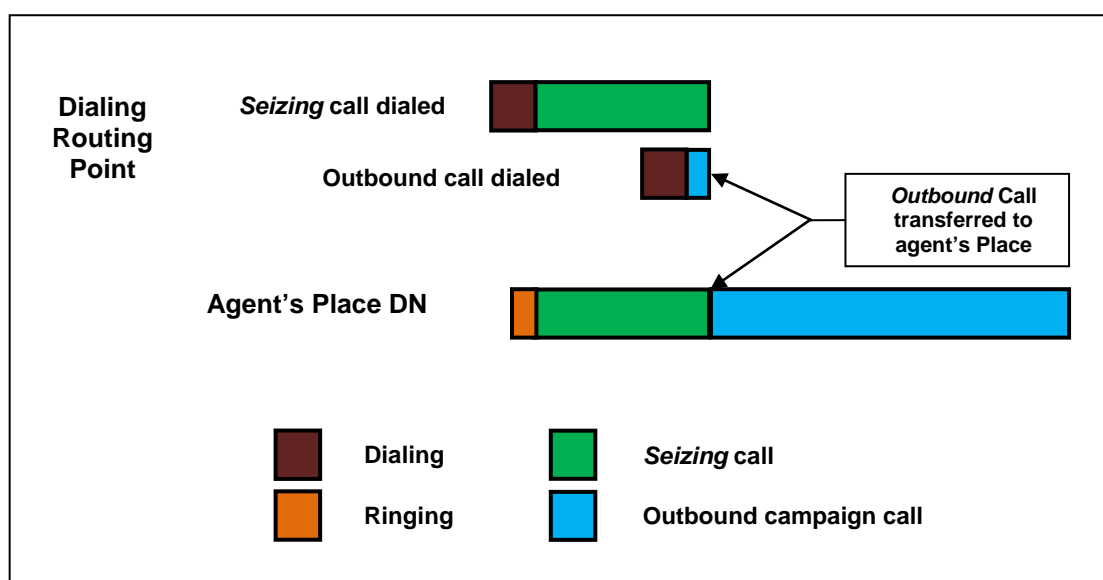 Dialing
Routing
Point
Seizing call dialed
Outbound call dialed
Outbound Call
transferred to
agent's Place
Agent's Place DN
Dialing
Seizing call
Ringing
Outbound campaign call